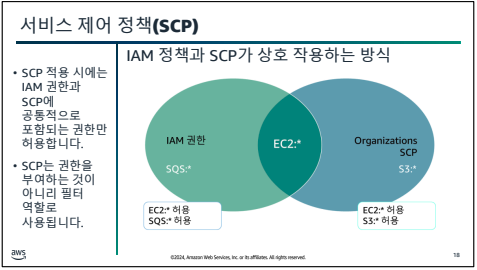 서비스 제어 정책(SCP)
IAM 정책과 SCP가 상호 작용하는 방식
• SCP 적용 시에는
IAM 권한과
SCP에
공통적으로
포함되는 권한만
허용합니다.
• SCP는 권한을
부여하는 것이
아니리 필터
역할로
사용됩니다.
IAM 권한
SQS:*
EC2:*
Organizations
SCP
S3:*
EC2:* 허용
SQS:* 허용
EC2:* 허용
S3:* 허용
aws
©2024, Amazon Web Services, Inc. or its affiliates. All rights reserved.
18